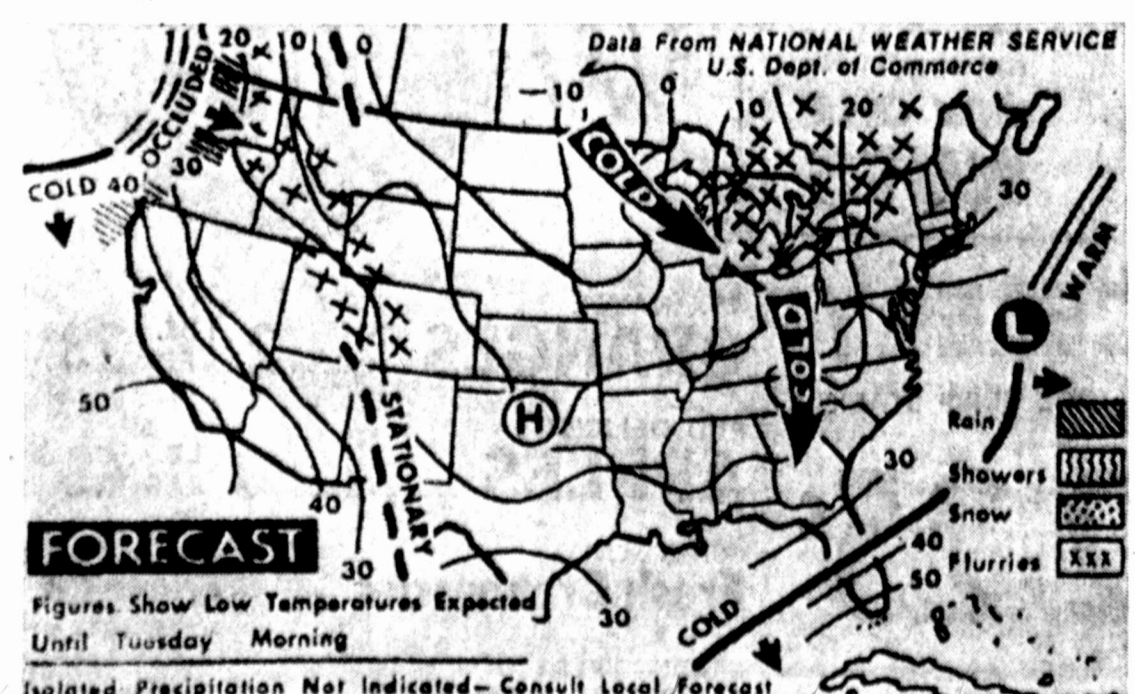 Data From NATIONAL WEATHER SERVICE
U.S. Dept. of Commerce
20
10
0
-10
0
10
20
OCCLUDED
30
COLD 40
COLD
30
WARM
COLD
L
50
STATIONARY
H
Rain
Showers
Snow
Flurries
XXX
30
40
50
40
30
30
COLD
FORECAST
Figures Show Low Temperatures Expected
Until Tuesday Morning
Isolated Precipitation Not Indicated— Consult Local Forecast